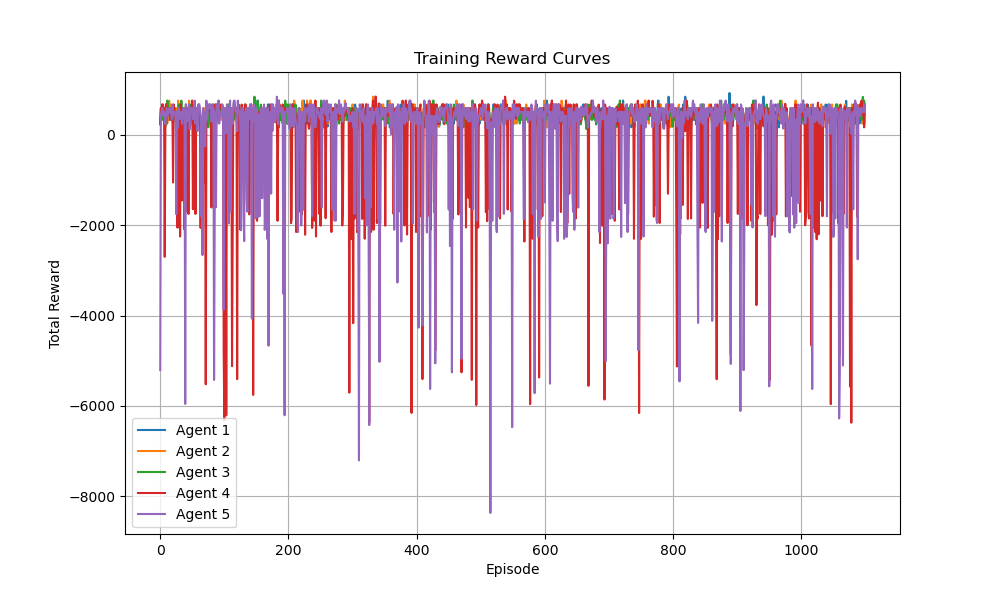 Training Reward Curves
Total Reward
0
−2000
−4000
−6000
−8000
Agent 1
Agent 2
Agent 3
Agent 4
Agent 5
0 200 400 600 800 1000
Episode